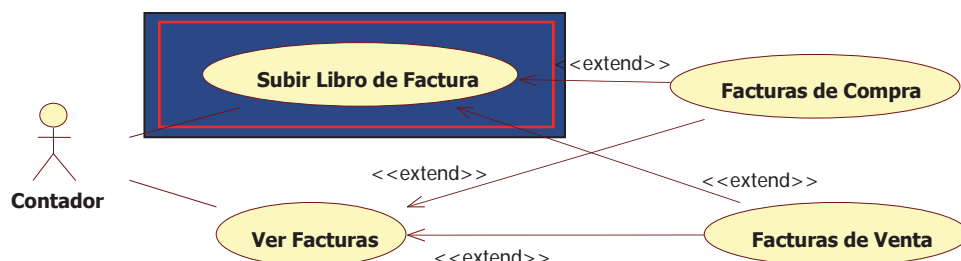 Subir Libro de Factura
<<extend>>
Facturas de Compra
Contador
<<extend>>
<<extend>>
Ver Facturas
Facturas de Venta
<<extend>>